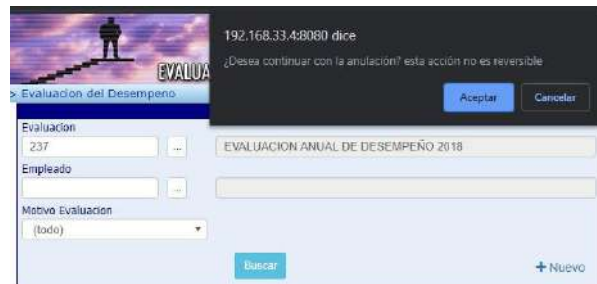 192.168.33.4:8080 dice
¿Desea continuar con la anulación? esta acción no es reversible
Aceptar
Cancelar
EVALUA
> Evaluacion del Desempeno
Evaluacion
237
...
EVALUACION ANUAL DE DESEMPEÑO 2018
Empleado
...
Motivo Evaluacion
(todo)
Buscar
+ Nuevo